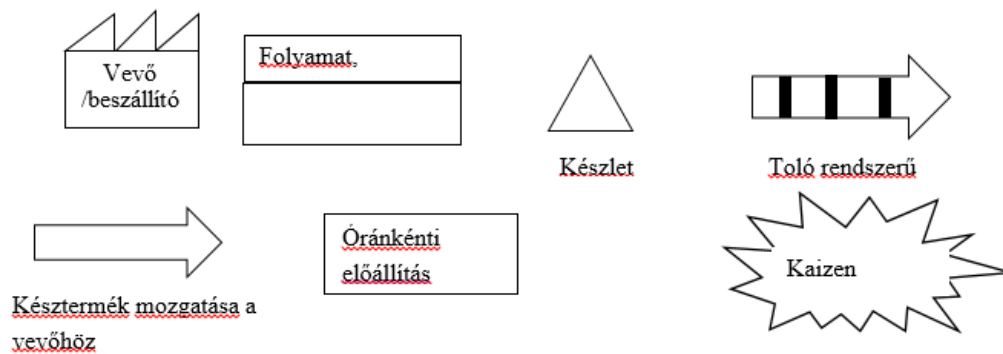 Vevő
/beszállító
Folyamat,
Készlet
Toló rendszerű
Késztermék mozgatása a
vevőhöz
Óránkénti
előállítás
Kaizen